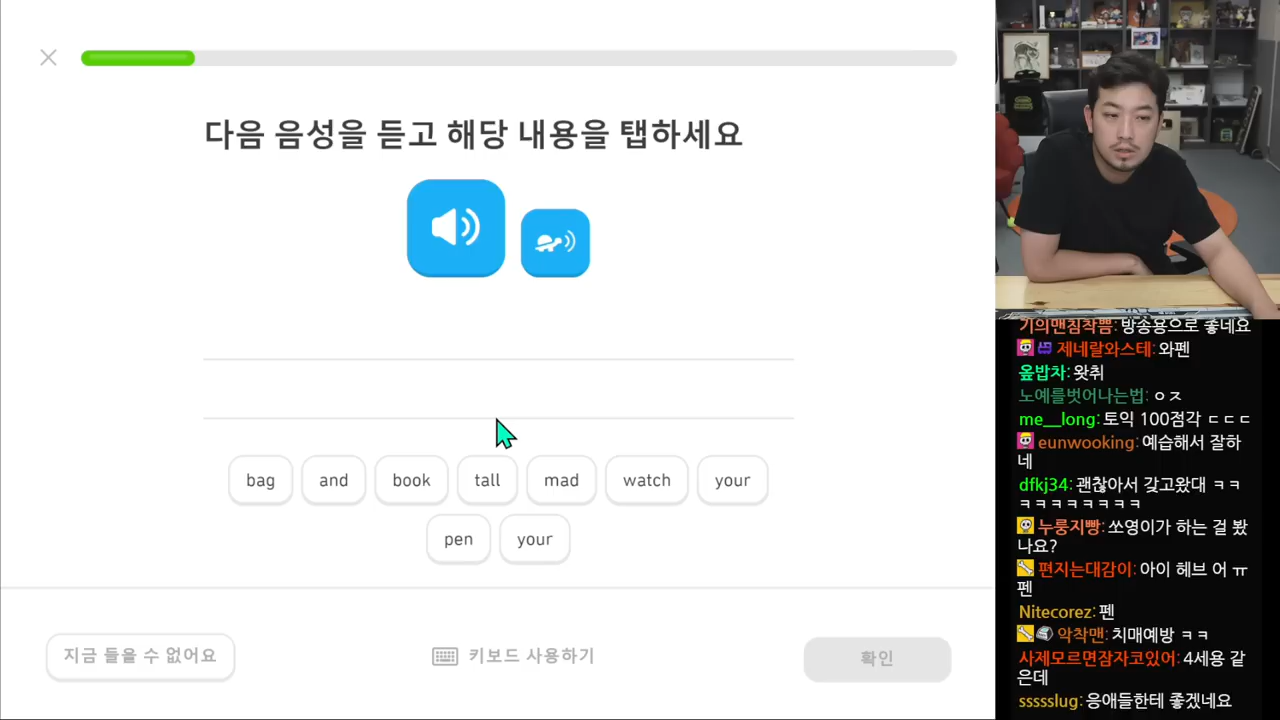 다음 음성을 듣고 해당 내용을 탭하세요
bag and book tall mad watch your
pen your
지금 들을 수 없어요
키보드 사용하기
확인
기의맨침착쁨: 방송용으로 좋네요
제네랄와스테: 와펜
옾밥차: 왓취
노예를벗어나는법: ㅇㅈ
me__long: 토익 100점각 ㄷㄷㄷ
eunwooking: 예습해서 잘하
네
dfkj34: 괜찮아서 갖고왔대 ㅋㅋ
ㅋㅋㅋㅋㅋㅋㅋㅋ
누룽지빵: 쏘영이가 하는 걸 봤
나요?
편지는대감이: 아이 헤브 어 ㅠ
펜
Nitecorez: 펜
악착맨: 치매예방 ㅋㅋ
사제모르면잠자코있어: 4세용 같
은데
ssssslug: 응애들한테 좋겠네요